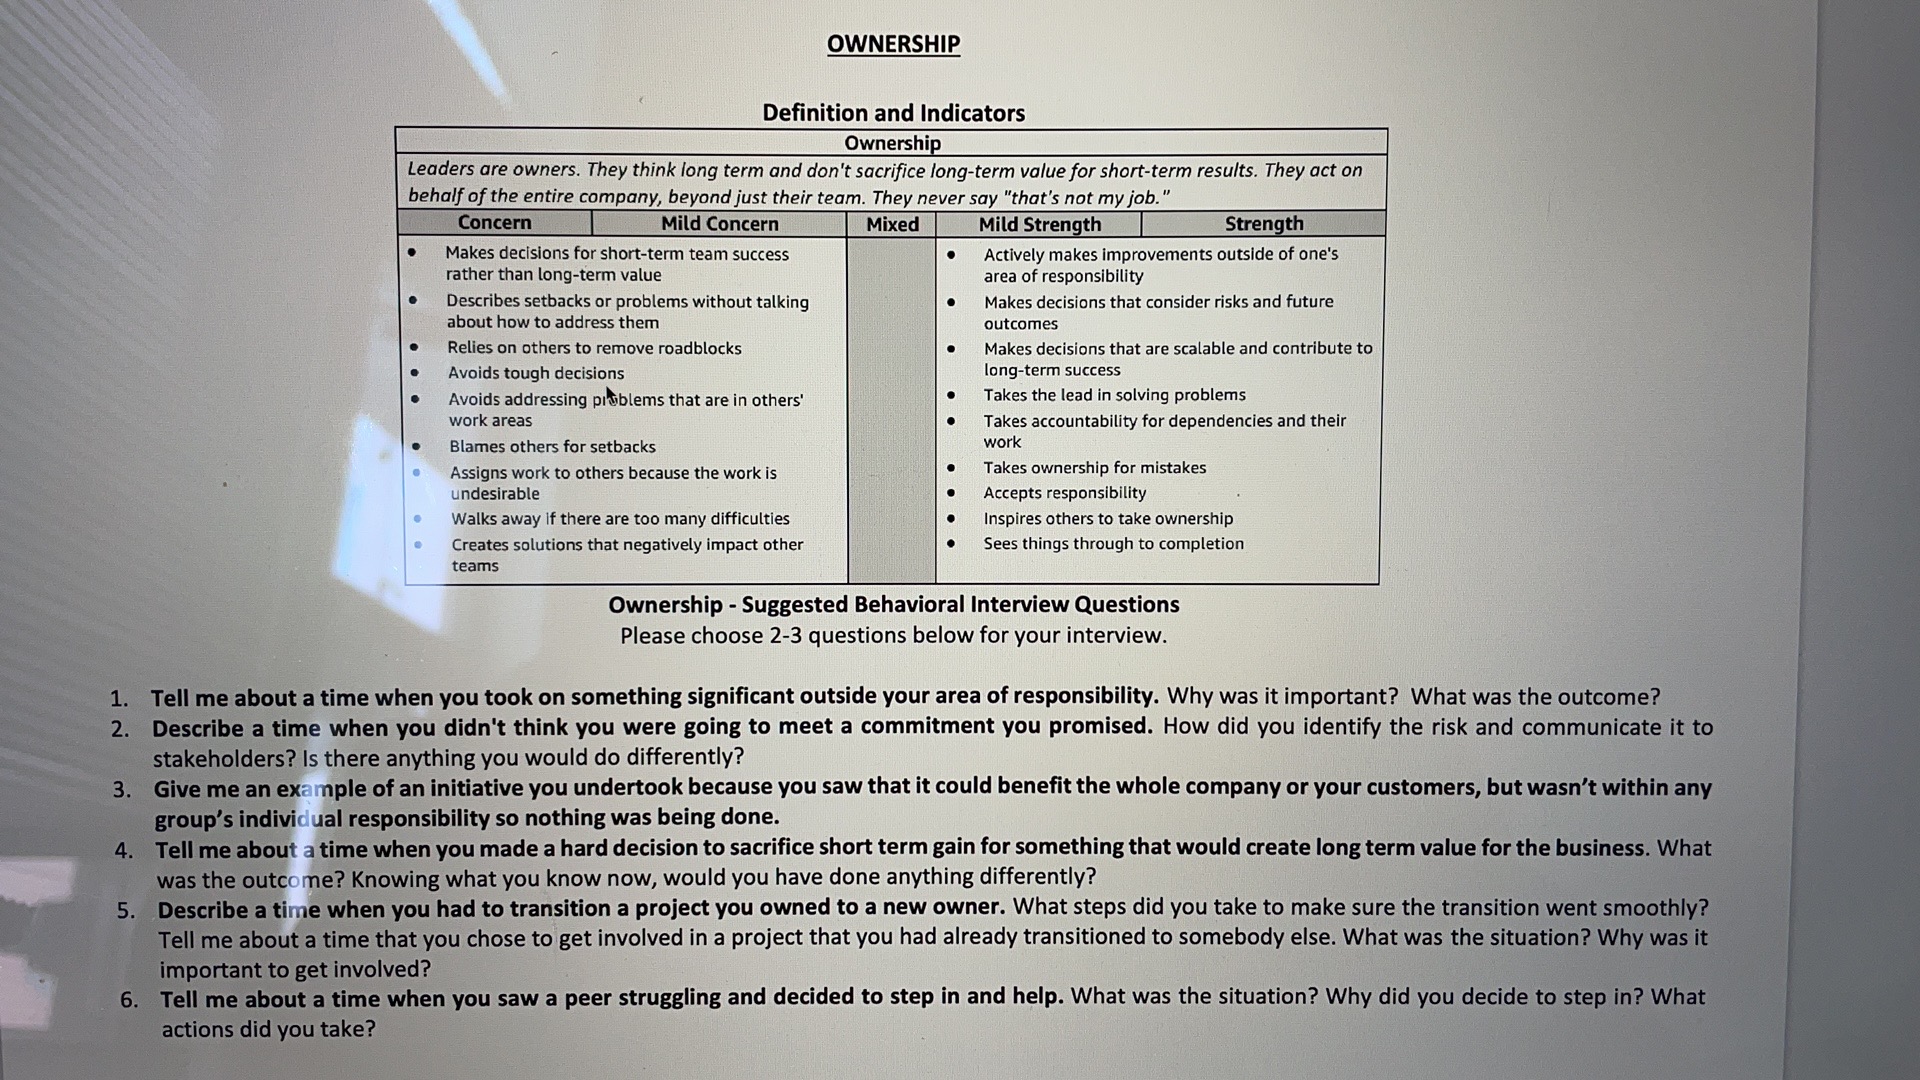 OWNERSHIP
Definition and Indicators
Ownership
Leaders are owners. They think long term and don't sacrifice long-term value for short-term results. They act on
behalf of the entire company, beyond just their team. They never say "that's not my job."
Concern Mild Concern Mixed Mild Strength Strength
• Makes decisions for short-term team success
rather than long-term value
• Describes setbacks or problems without talking
about how to address them
• Relies on others to remove roadblocks
• Avoids tough decisions
• Avoids addressing problems that are in others'
work areas
• Blames others for setbacks
• Assigns work to others because the work is
undesirable
• Walks away if there are too many difficulties
• Creates solutions that negatively impact other
teams
• Actively makes improvements outside of one's
area of responsibility
• Makes decisions that consider risks and future
outcomes
• Makes decisions that are scalable and contribute to
long-term success
• Takes the lead in solving problems
• Takes accountability for dependencies and their
work
• Takes ownership for mistakes
• Accepts responsibility
• Inspires others to take ownership
• Sees things through to completion
Ownership - Suggested Behavioral Interview Questions
Please choose 2-3 questions below for your interview.
1. Tell me about a time when you took on something significant outside your area of responsibility. Why was it important? What was the outcome?
2. Describe a time when you didn't think you were going to meet a commitment you promised. How did you identify the risk and communicate it to
stakeholders? Is there anything you would do differently?
3. Give me an example of an initiative you undertook because you saw that it could benefit the whole company or your customers, but wasn’t within any
group’s individual responsibility so nothing was being done.
4. Tell me about a time when you made a hard decision to sacrifice short term gain for something that would create long term value for the business. What
was the outcome? Knowing what you know now, would you have done anything differently?
5. Describe a time when you had to transition a project you owned to a new owner. What steps did you take to make sure the transition went smoothly?
Tell me about a time that you chose to get involved in a project that you had already transitioned to somebody else. What was the situation? Why was it
important to get involved?
6. Tell me about a time when you saw a peer struggling and decided to step in and help. What was the situation? Why did you decide to step in? What
actions did you take?